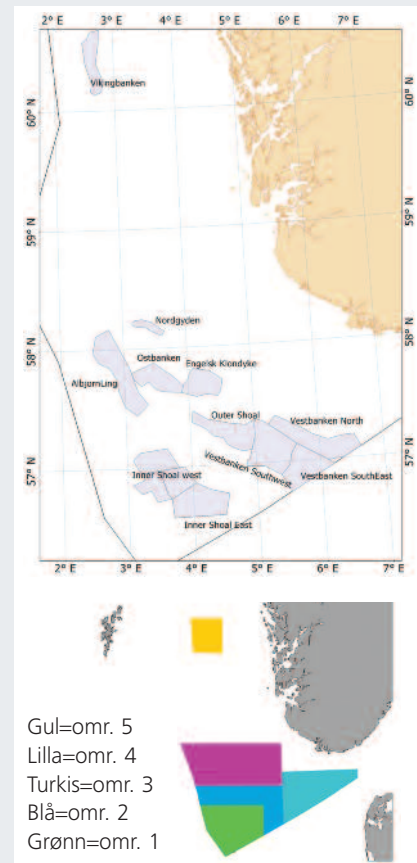 2° E 3° E 4° E 5° E 6° E 7° E
Vikingbanken
60° N 60° N
59° N 59° N
Nordgyden
58° N 58° N
Ostbanken
Engelsk Klondyke
AlbjørnLing
Outer Shoal
Vestbanken North
57° N 57° N
Vestbanken Southwest
Inner Shoal west
Vestbanken SouthEast
Inner Shoal East
2° E 3° E 4° E 5° E 6° E 7° E
Gul=omr. 5
Lilla=omr. 4
Turkis=omr. 3
Blå=omr. 2
Grønn=omr. 1